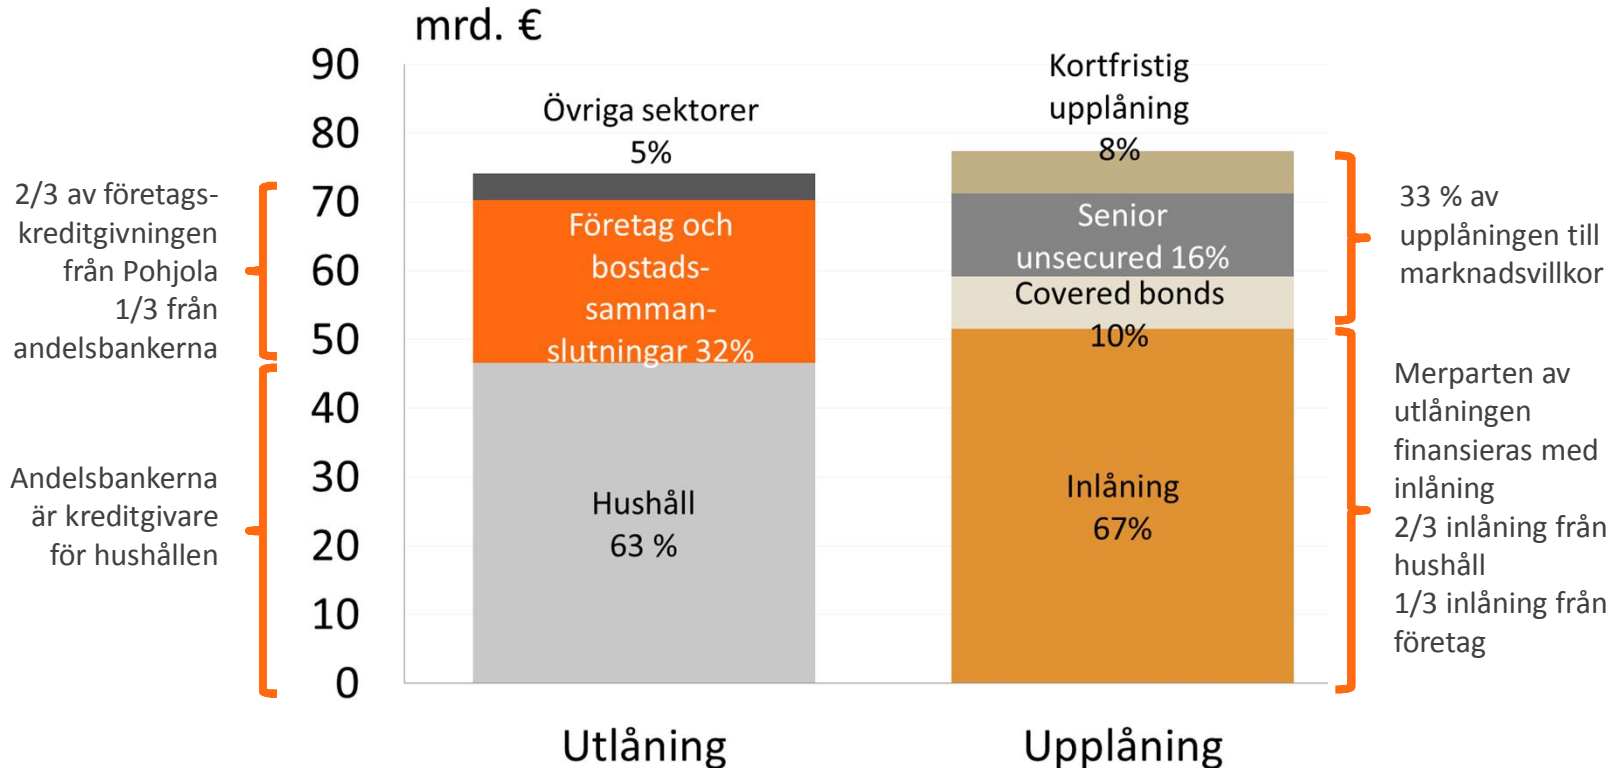 mrd. €
90
80
70
60
50
40
30
20
10
0
2/3 av företags-
kreditgivningen
från Pohjola
1/3 från
andelsbankerna
Andelsbankerna
är kreditgivare
för hushållen
Övriga sektorer
5%
Företag och
bostads-
samman-
slutningar 32%
Hushåll
63 %
Utlåning
Kortfristig
upplåning
8%
Senior
unsecured 16%
Covered bonds
10%
Inlåning
67%
Upplåning
33 % av
upplåningen till
marknadsvillkor
Merparten av
utlåningen
finansieras med
inlåning
2/3 inlåning från
hushåll
1/3 inlåning från
företag